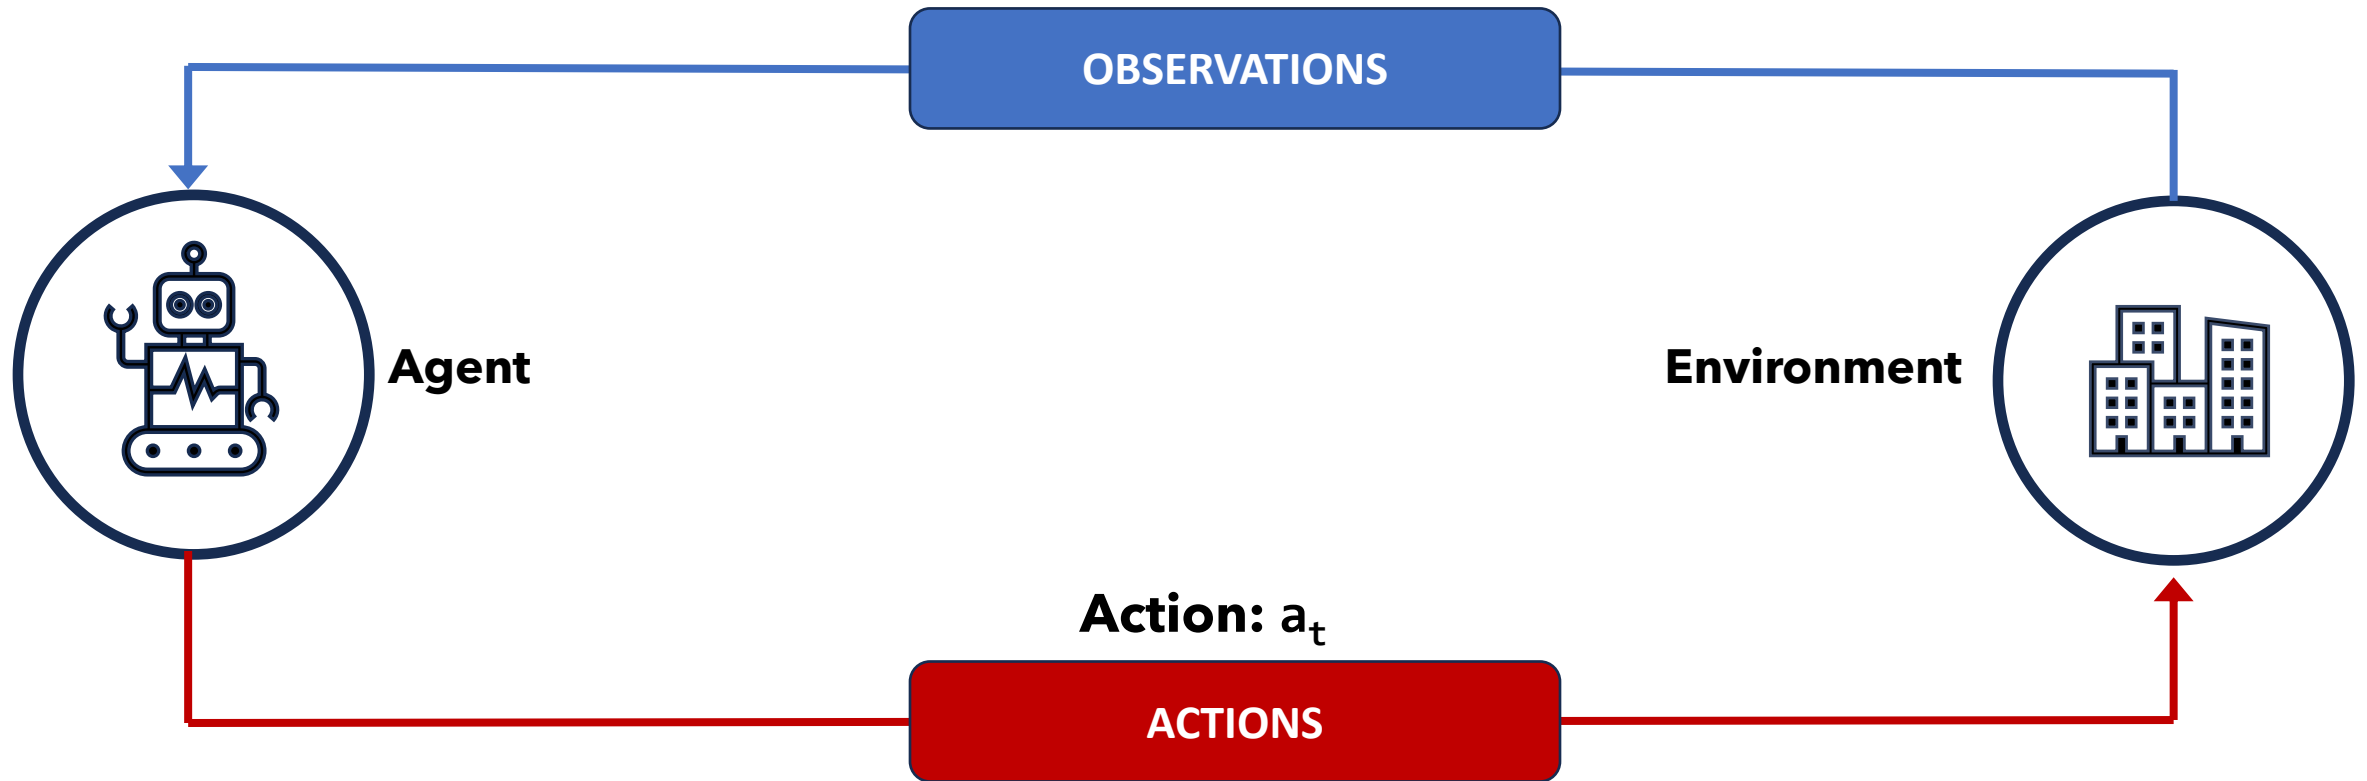 OBSERVATIONS
Agent
Environment
Action: aₜ
ACTIONS